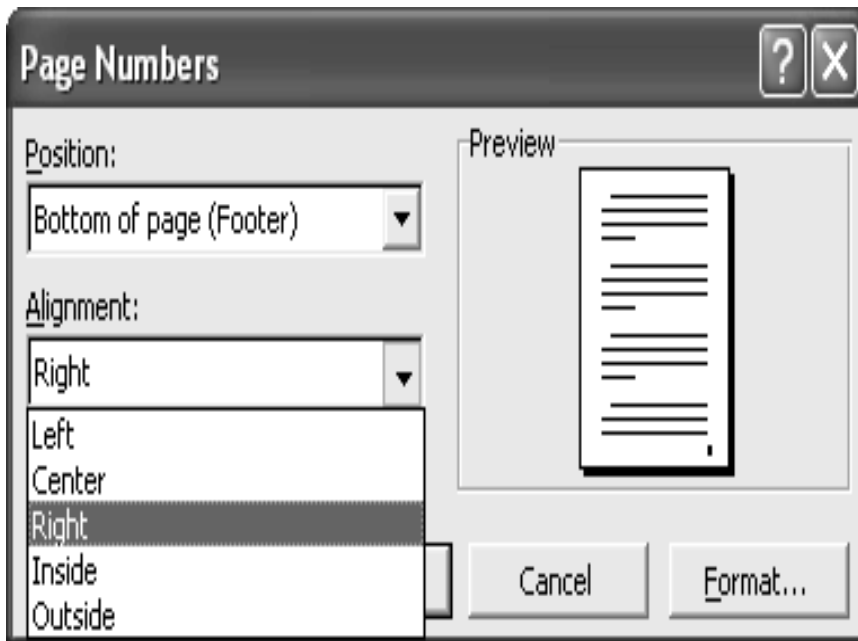 Page Numbers
Position:
Preview
Bottom of page (Footer)
Alignment:
Right
Left
Center
Right
Inside
Outside
Cancel
Format...